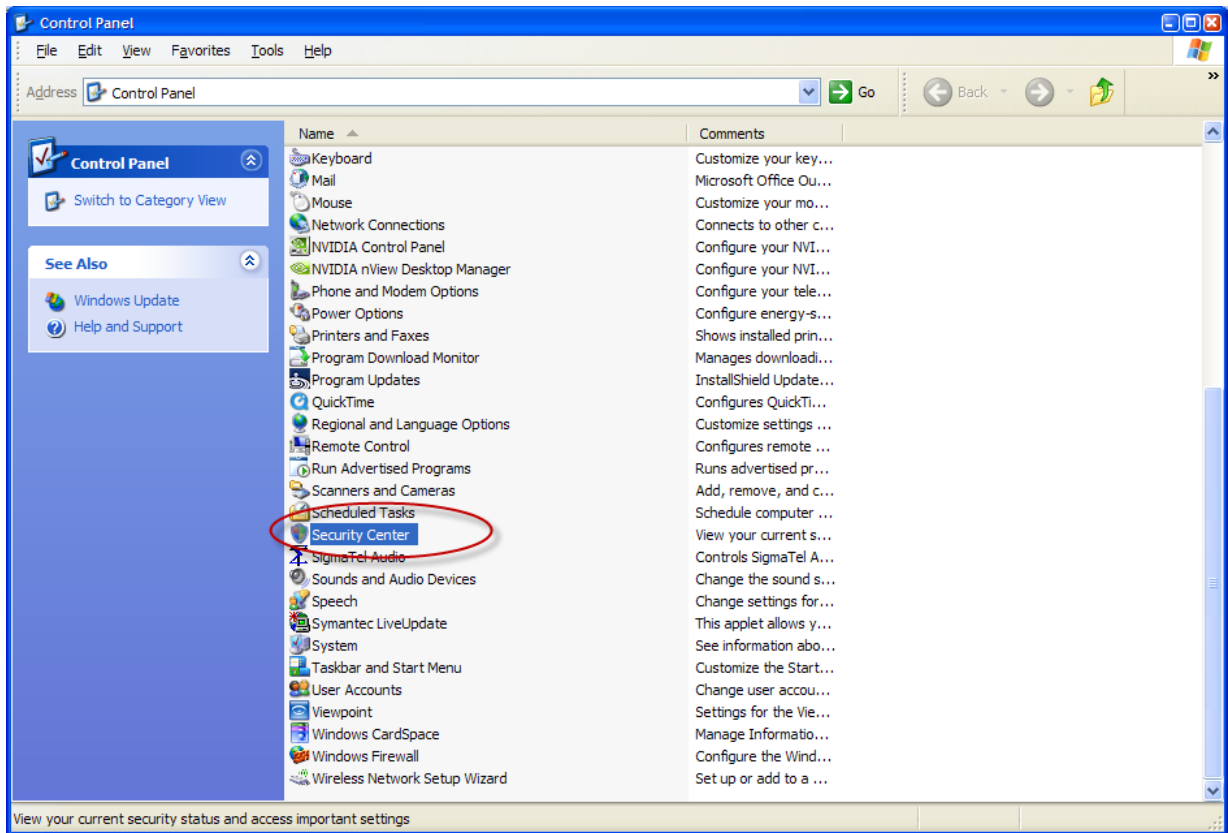 Control Panel
File Edit View Favorites Tools Help
Address Control Panel Go Back »
Control Panel
Switch to Category View
See Also
Windows Update
Help and Support
Name Comments
Keyboard Customize your key...
Mail Microsoft Office Ou...
Mouse Customize your mo...
Network Connections Connects to other c...
NVIDIA Control Panel Configure your NVI...
NVIDIA nView Desktop Manager Configure your NVI...
Phone and Modem Options Configure your tele...
Power Options Configure energy-s...
Printers and Faxes Shows installed prin...
Program Download Monitor Manages downloadi...
Program Updates InstallShield Update...
QuickTime Configures QuickTi...
Regional and Language Options Customize settings ...
Remote Control Configures remote ...
Run Advertised Programs Runs advertised pr...
Scanners and Cameras Add, remove, and c...
Scheduled Tasks Schedule computer ...
Security Center View your current s...
SigmaTel Audio Controls SigmaTel A...
Sounds and Audio Devices Change the sound s...
Speech Change settings for...
Symantec LiveUpdate This applet allows y...
System See information abo...
Taskbar and Start Menu Customize the Start...
User Accounts Change user accou...
Viewpoint Settings for the Vie...
Windows CardSpace Manage Informatio...
Windows Firewall Configure the Wind...
Wireless Network Setup Wizard Set up or add to a ...
View your current security status and access important settings